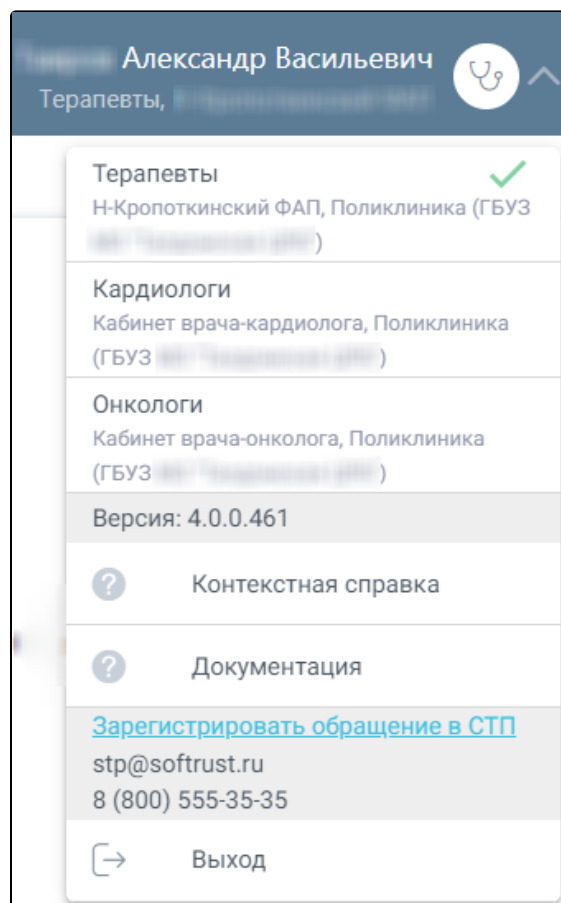 Александр Васильевич
Терапевты,
Терапевты
Н-Кропоткинский ФАП, Поликлиника (ГБУЗ
)
Кардиологи
Кабинет врача-кардиолога, Поликлиника
(ГБУЗ )
Онкологи
Кабинет врача-онколога, Поликлиника
(ГБУЗ )
Версия: 4.0.0.461
? Контекстная справка
? Документация
Зарегистрировать обращение в СТП
stp@softrust.ru
8 (800) 555-35-35
Выход